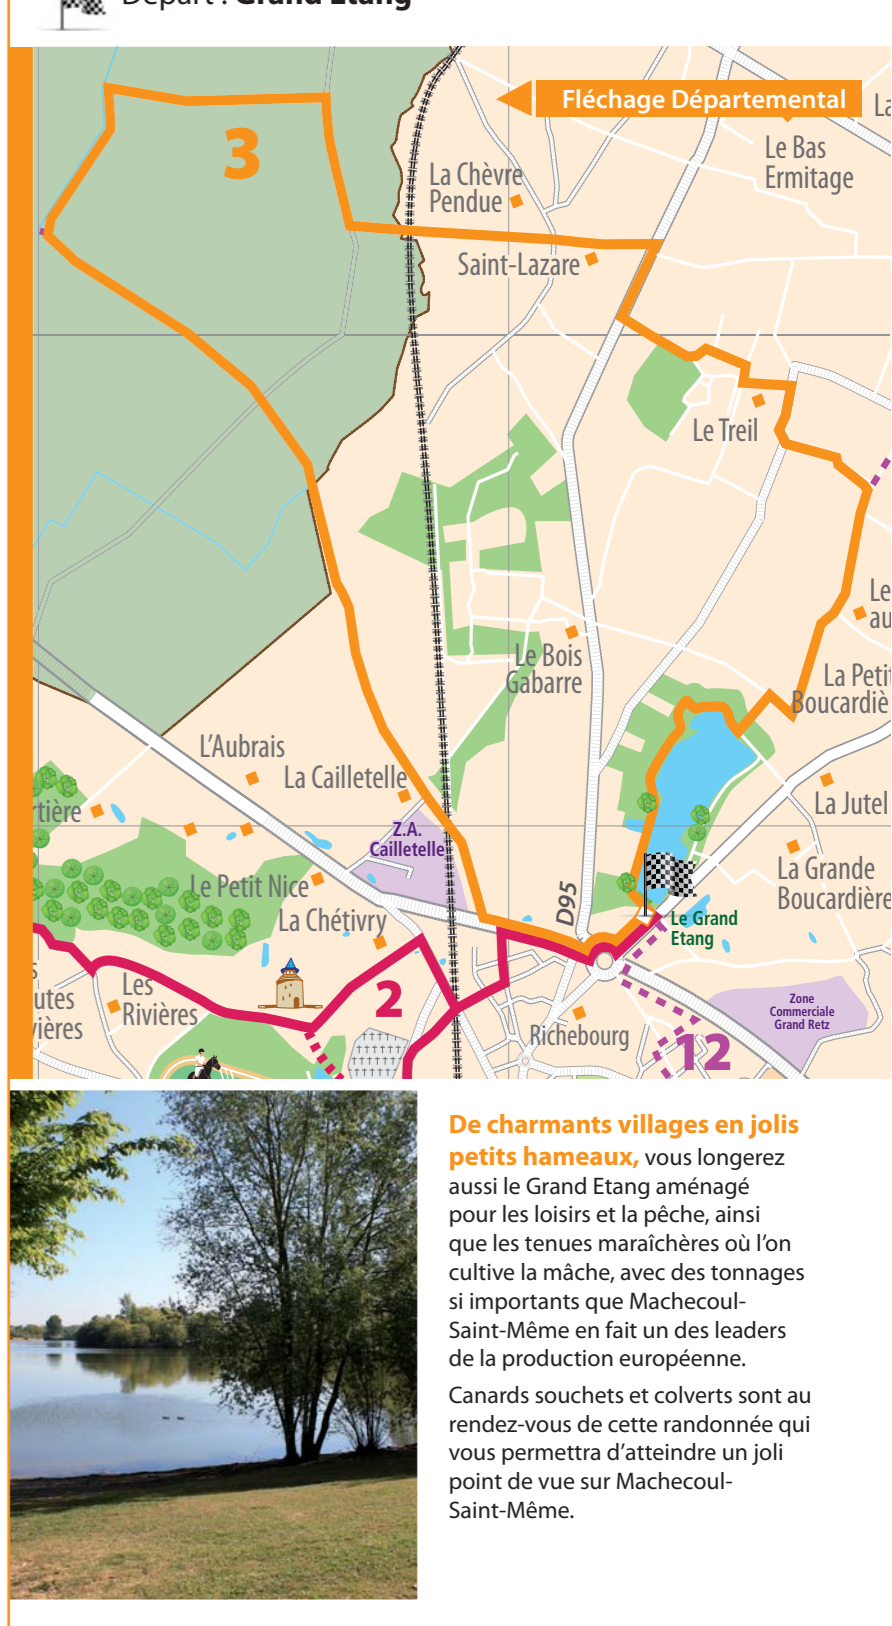 Départ : Grand Etang
Fléchage Départemental
3
Le Bas
Ermitage
La Chèvre
Pendue
Saint-Lazare
Le Treil
Le Bois
Gabarre
La Petit
Boucardiè
L'Aubrais
La Cailletelle
Z.A.
Cailletelle
La Jutel
La Grande
Boucardière
Le Petit Nice
La Chétivry
D95
Le Grand
Etang
Les
Rivières
2
Zone
Commerciale
Grand Retz
Richebourg
12
De charmants villages en jolis
petits hameaux, vous longerez
aussi le Grand Etang aménagé
pour les loisirs et la pêche, ainsi
que les tenues maraîchères où l'on
cultive la mâche, avec des tonnages
si importants que Machecoul-
Saint-Même en fait un des leaders
de la production européenne.
Canards souchets et colverts sont au
rendez-vous de cette randonnée qui
vous permettra d'atteindre un joli
point de vue sur Machecoul-
Saint-Même.